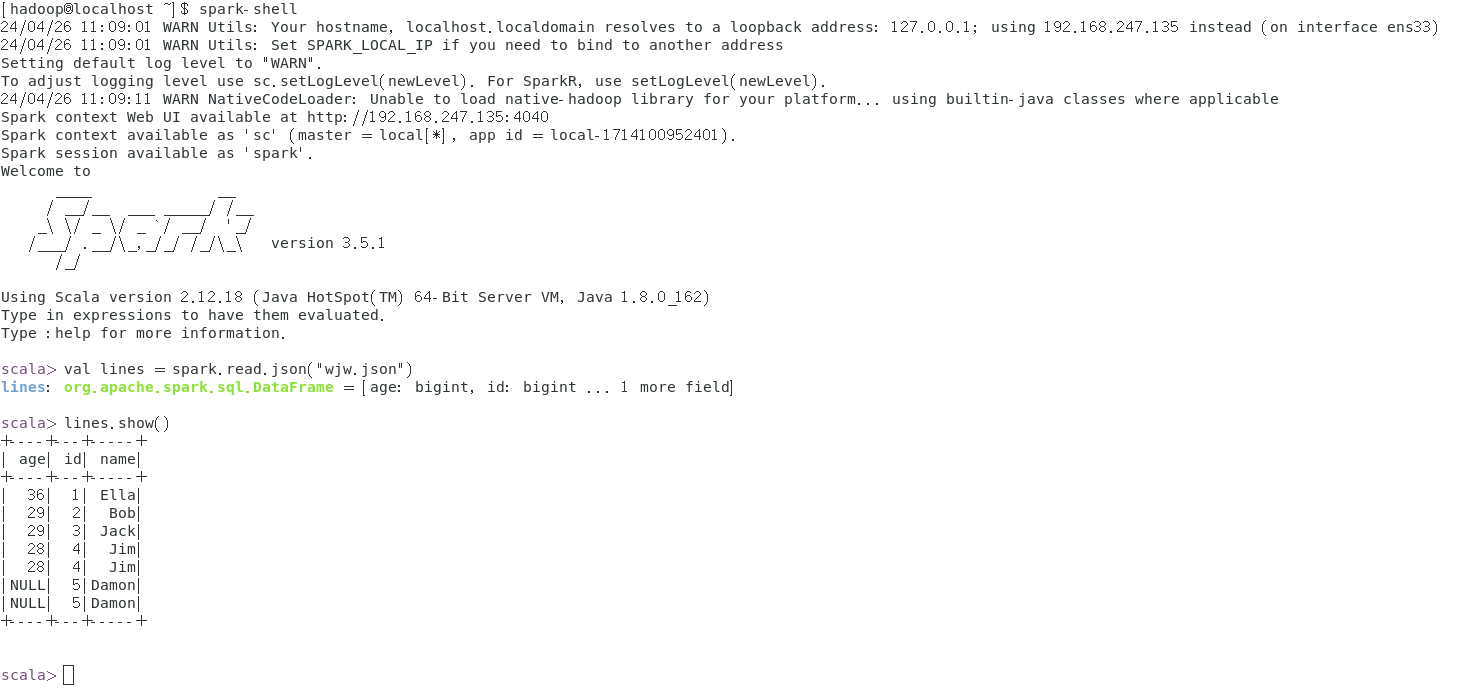 [hadoop@localhost ~]$ spark-shell
24/04/26 11:09:01 WARN Utils: Your hostname, localhost.localdomain resolves to a loopback address: 127.0.0.1; using 192.168.247.135 instead (on interface ens33)
24/04/26 11:09:01 WARN Utils: Set SPARK_LOCAL_IP if you need to bind to another address
Setting default log level to "WARN".
To adjust logging level use sc.setLogLevel(newLevel). For SparkR, use setLogLevel(newLevel).
24/04/26 11:09:11 WARN NativeCodeLoader: Unable to load native-hadoop library for your platform... using builtin-java classes where applicable
Spark context Web UI available at http://192.168.247.135:4040
Spark context available as 'sc' (master = local[*], app id = local-1714100952401).
Spark session available as 'spark'.
Welcome to
      ____              __
     / __/__  ___ _____/ /__
    _\ \/ _ \/ _ `/ __/  '_/
   /___/ .__/\_,_/_/ /_/\_\   version 3.5.1
      /_/
Using Scala version 2.12.18 (Java HotSpot(TM) 64-Bit Server VM, Java 1.8.0_162)
Type in expressions to have them evaluated.
Type :help for more information.
scala> val lines = spark.read.json("wjw.json")
lines: org.apache.spark.sql.DataFrame = [age: bigint, id: bigint ... 1 more field]
scala> lines.show()
+----+---+-----+
| age| id| name|
+----+---+-----+
|  36|  1| Ella|
|  29|  2|  Bob|
|  29|  3| Jack|
|  28|  4|  Jim|
|  28|  4|  Jim|
|NULL|  5|Damon|
|NULL|  5|Damon|
+----+---+-----+
scala>